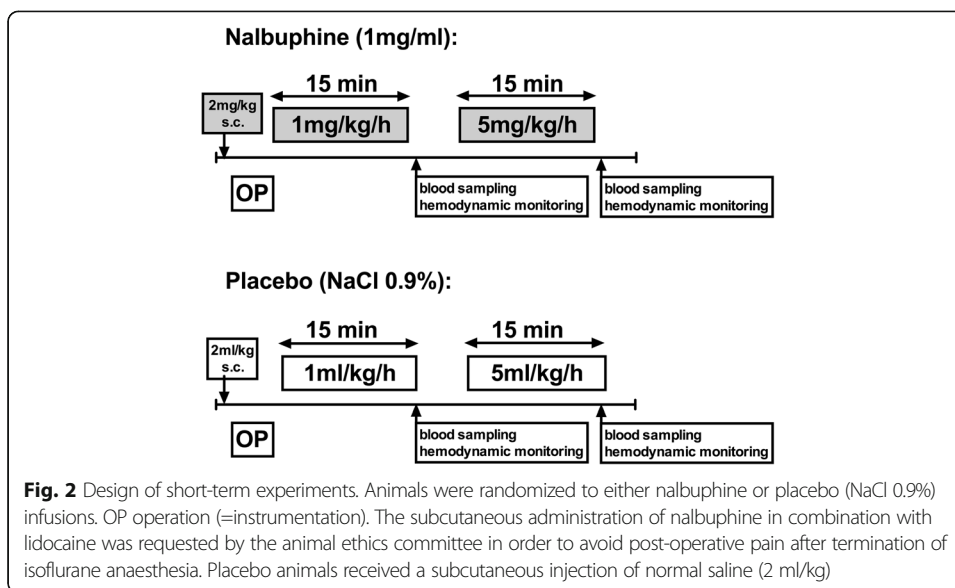 Nalbuphine (1mg/ml):
15 min
15 min
2mg/kg
s.c.
1mg/kg/h
5mg/kg/h
OP
blood sampling
hemodynamic monitoring
blood sampling
hemodynamic monitoring
Placebo (NaCl 0.9%):
15 min
15 min
2ml/kg
s.c.
1ml/kg/h
5ml/kg/h
OP
blood sampling
hemodynamic monitoring
blood sampling
hemodynamic monitoring
Fig. 2 Design of short-term experiments. Animals were randomized to either nalbuphine or placebo (NaCl 0.9%)
infusions. OP operation (=instrumentation). The subcutaneous administration of nalbuphine in combination with
lidocaine was requested by the animal ethics committee in order to avoid post-operative pain after termination of
isoflurane anaesthesia. Placebo animals received a subcutaneous injection of normal saline (2 ml/kg)